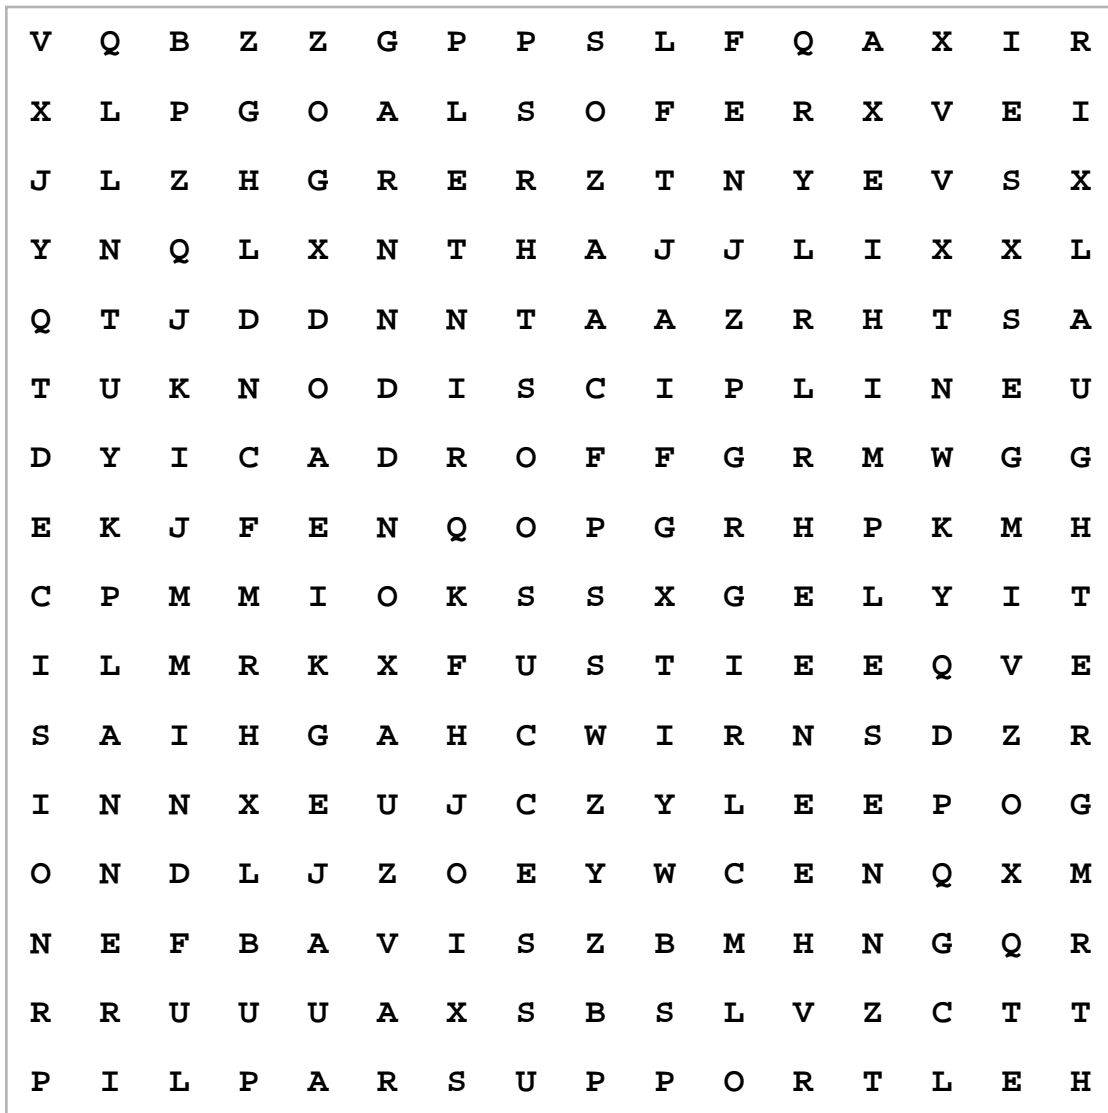 V Q B Z Z G P P S L F Q A X I R
X L P G O A L S O F E R X V E I
J L Z H G R E R Z T N Y E V S X
Y N Q L X N T H A J J L I X X L
Q T J D D N N T A A Z R H T S A
T U K N O D I S C I P L I N E U
D Y I C A D R O F F G R M W G G
E K J F E N Q O P G R H P K M H
C P M M I O K S S X G E L Y I T
I L M R K X F U S T I E E Q V E
S A I H G A H C W I R N S D Z R
I N N X E U J C Z Y L E E P O G
O N D L J Z O E Y W C E N Q X M
N E F B A V I S Z B M H N G Q R
R R U U U A X S B S L V Z C T T
P I L P A R S U P P O R T L E H